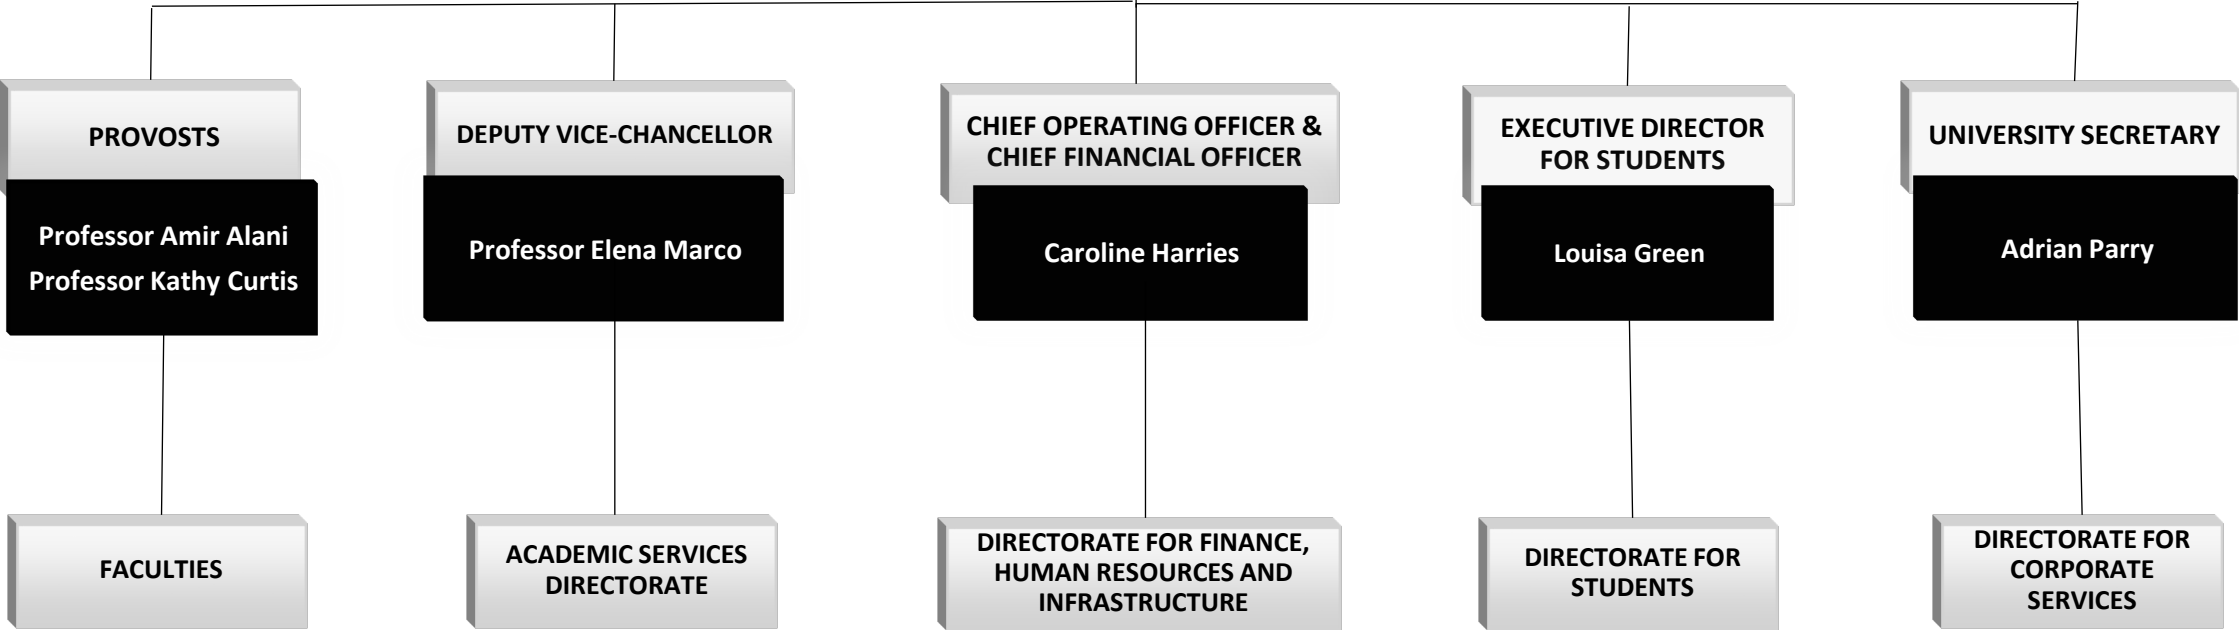 PROVOSTS
Professor Amir Alani
Professor Kathy Curtis
FACULTIES
DEPUTY VICE-CHANCELLOR
Professor Elena Marco
ACADEMIC SERVICES
DIRECTORATE
CHIEF OPERATING OFFICER &
CHIEF FINANCIAL OFFICER
Caroline Harries
DIRECTORATE FOR FINANCE,
HUMAN RESOURCES AND
INFRASTRUCTURE
EXECUTIVE DIRECTOR
FOR STUDENTS
Louisa Green
DIRECTORATE FOR
STUDENTS
UNIVERSITY SECRETARY
Adrian Parry
DIRECTORATE FOR
CORPORATE
SERVICES